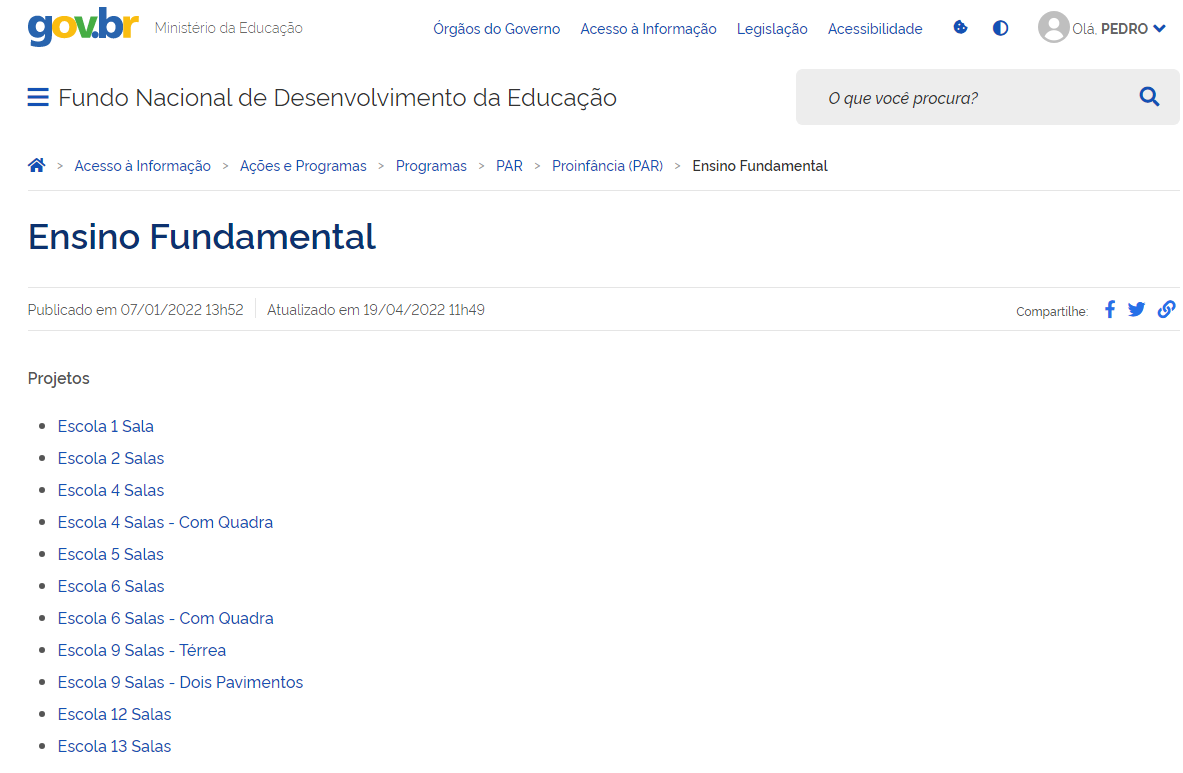 gov.br Ministério da Educação Órgãos do Governo Acesso à Informação Legislação Acessibilidade Olá, PEDRO
Fundo Nacional de Desenvolvimento da Educação O que você procura?
> Acesso à Informação > Ações e Programas > Programas > PAR > Proinfância (PAR) > Ensino Fundamental
Ensino Fundamental
Publicado em 07/01/2022 13h52 Atualizado em 19/04/2022 11h49 Compartilhe:
Projetos
Escola 1 Sala
Escola 2 Salas
Escola 4 Salas
Escola 4 Salas - Com Quadra
Escola 5 Salas
Escola 6 Salas
Escola 6 Salas - Com Quadra
Escola 9 Salas - Térrea
Escola 9 Salas - Dois Pavimentos
Escola 12 Salas
Escola 13 Salas